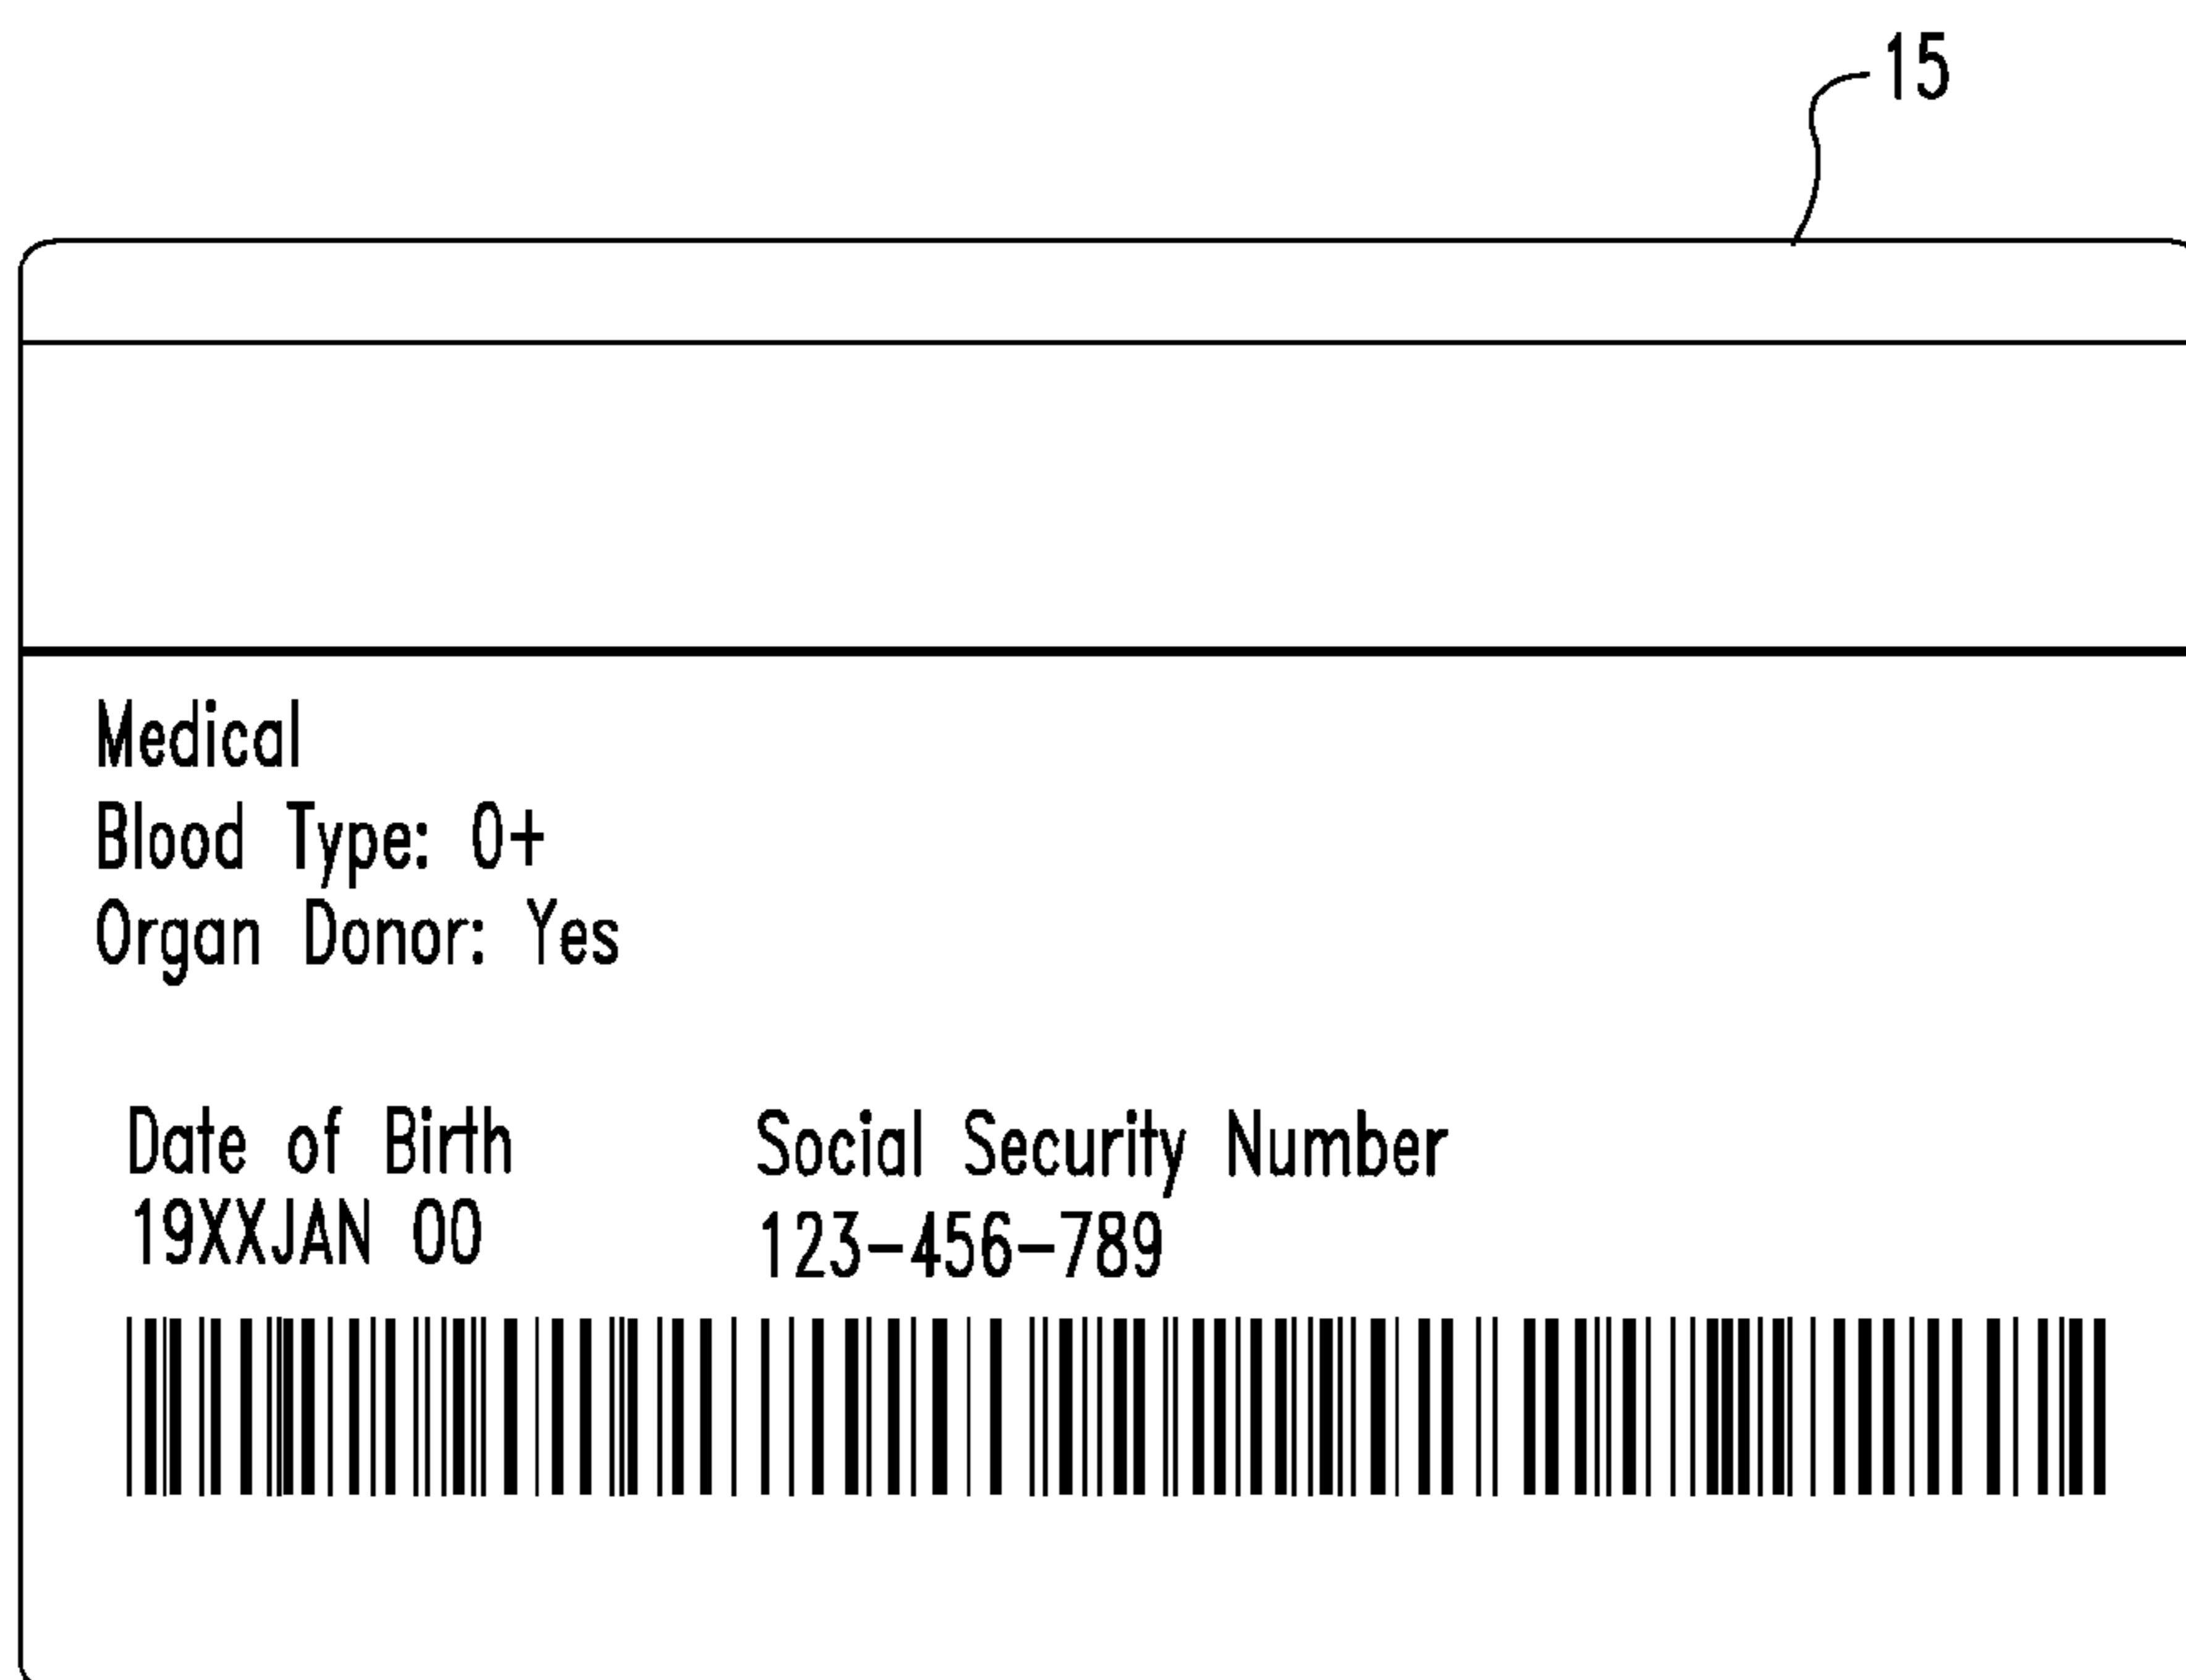 15
Medical
Blood Type: O+
Organ Donor: Yes
Date of Birth Social Security Number
19XXJAN 00 123-456-789